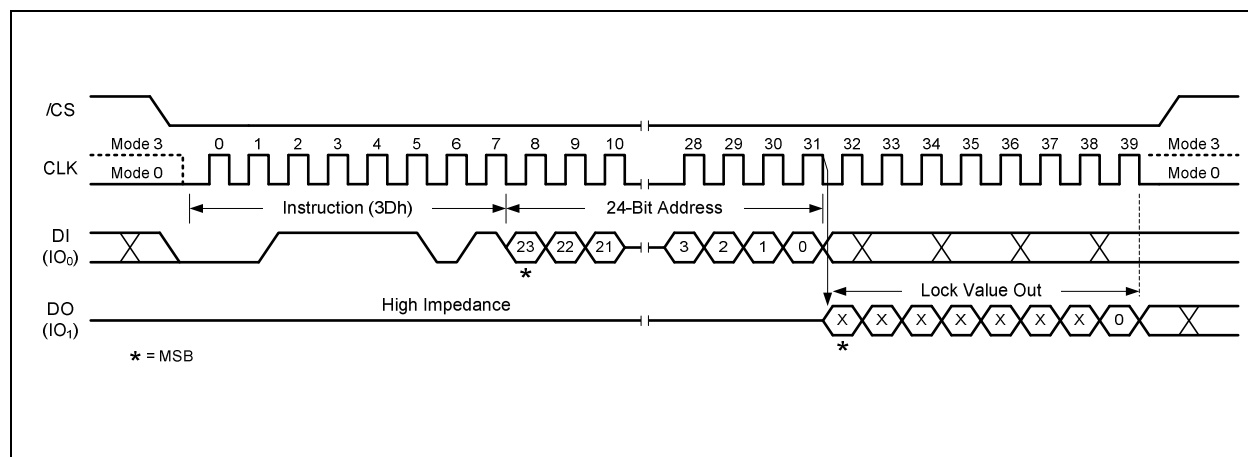 /CS
Mode 3 0 1 2 3 4 5 6 7 8 9 10 28 29 30 31 32 33 34 35 36 37 38 39 Mode 3
CLK
Mode 0 Mode 0
Instruction (3Dh) 24-Bit Address
DI
(IO0) 23 22 21 3 2 1 0
*
High Impedance Lock Value Out
DO
(IO1) X X X X X X X 0
*
* = MSB